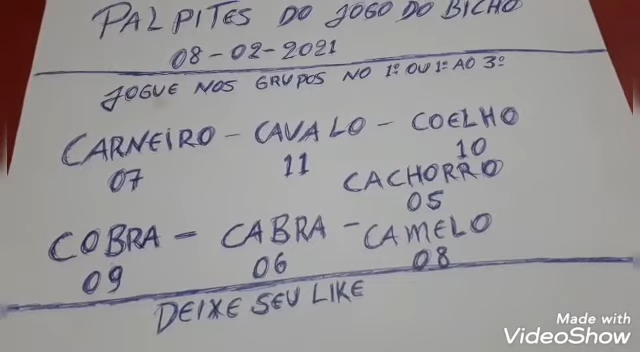 PALPITES DO JOGO DO BICHO
08-02-2021
JOGUE NOS GRUPOS NO 1º OU 1º AO 3º
CARNEIRO - CAVALO - COELHO
07 11 10
CACHORRO
05
COBRA - CABRA - CAMELO
09 06 08
DEIXE SEU LIKE
Made with
VideoShow